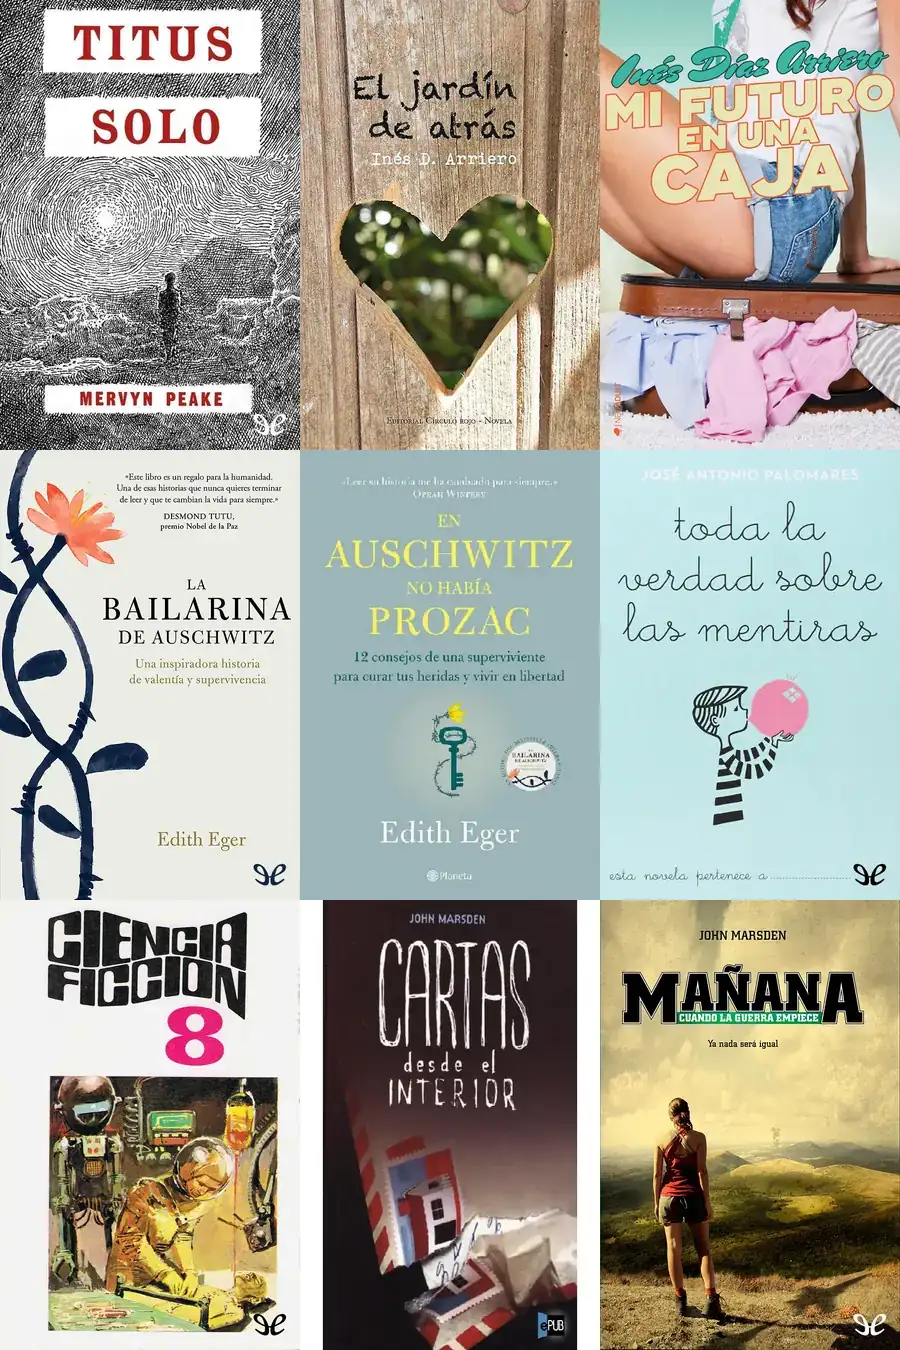 TITUS
SOLO
MERVYN PEAKE
El jardín
de atrás
Inés D. Arriero
Editorial Círculo rojo - Novela
Inés Díaz Arriero
MI FUTURO
EN UNA
CAJA
«Este libro es un regalo para la humanidad.
Una de esas historias que nunca quieres terminar
de leer y que te cambian la vida para siempre.»
DESMOND TUTU,
premio Nobel de la Paz
LA
BAILARINA
DE AUSCHWITZ
Una inspiradora historia
de valentía y supervivencia
Edith Eger
«Leer su historia me ha cambiado para siempre.»
OPRAH WINFREY
EN
AUSCHWITZ
NO HABÍA
PROZAC
12 consejos de una superviviente
para curar tus heridas y vivir en libertad
LA
BAILARINA
DE AUSCHWITZ
Edith Eger
Planeta
JOSÉ ANTONIO PALOMARES
toda la
verdad sobre
las mentiras
esta novela pertenece a
CIENCIA
FICCION
8
JOHN MARSDEN
CARTAS
desde el
INTERIOR
ePUB
JOHN MARSDEN
MAÑANA
CUANDO LA GUERRA EMPIECE
Ya nada será igual